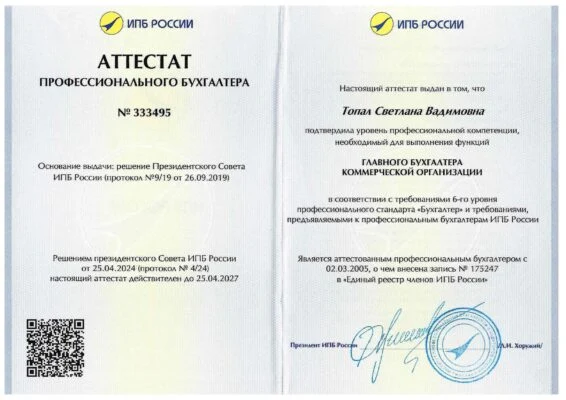 ИПБ РОССИИ
АТТЕСТАТ
ПРОФЕССИОНАЛЬНОГО БУХГАЛТЕРА
№ 333495
Основание выдачи: решение Президентского Совета
ИПБ России (протокол №9/19 от 26.09.2019)
Решением президентского Совета ИПБ России
от 25.04.2024 (протокол № 4/24)
настоящий аттестат действителен до 25.04.2027
ИПБ РОССИИ
Настоящий аттестат выдан в том, что
Топал Светлана Вадимовна
подтвердила уровень профессиональной компетенции,
необходимый для выполнения функций
ГЛАВНОГО БУХГАЛТЕРА
КОММЕРЧЕСКОЙ ОРГАНИЗАЦИИ
в соответствии с требованиями 6-го уровня
профессионального стандарта «Бухгалтер» и требованиями,
предъявляемыми к профессиональным бухгалтерам ИПБ России
Является аттестованным профессиональным бухгалтером с
02.03.2005, о чем внесена запись № 175247
в «Единый реестр членов ИПБ России»
Президент ИПБ России
/Л.И. Хоружий/